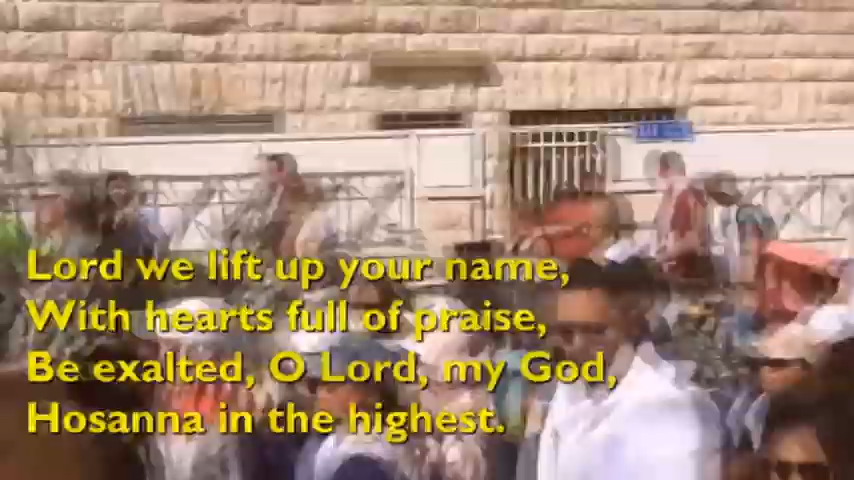 Lord we lift up your name,
With hearts full of praise,
Be exalted, O Lord, my God,
Hosanna in the highest.